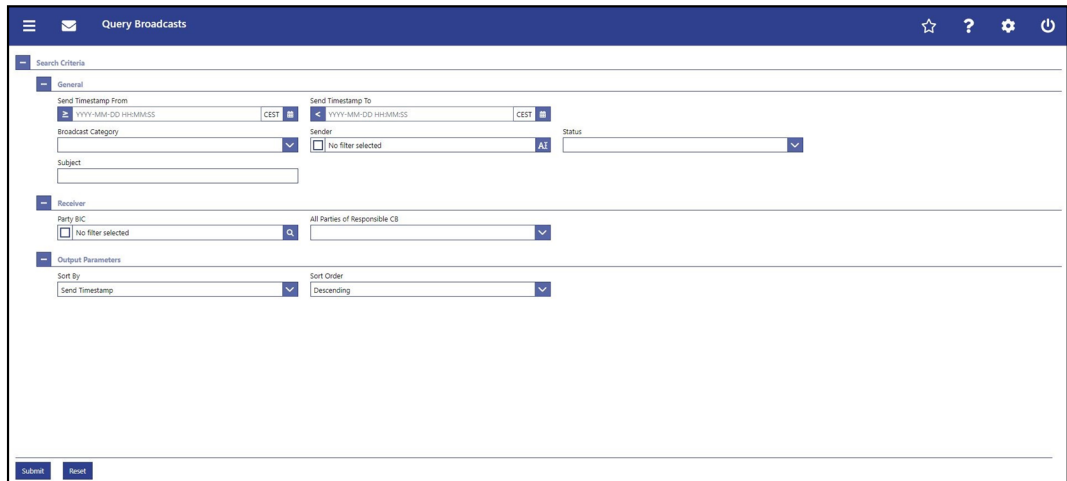 Query Broadcasts
?
Search Criteria
General
Send Timestamp From
Send Timestamp To
≥ YYYY-MM-DD HH:MM:SS CEST
< YYYY-MM-DD HH:MM:SS CEST
Broadcast Category
Sender
Status
No filter selected AI
Subject
Receiver
Party BIC
All Parties of Responsible CB
No filter selected
Output Parameters
Sort By
Sort Order
Send Timestamp
Descending
Submit
Reset